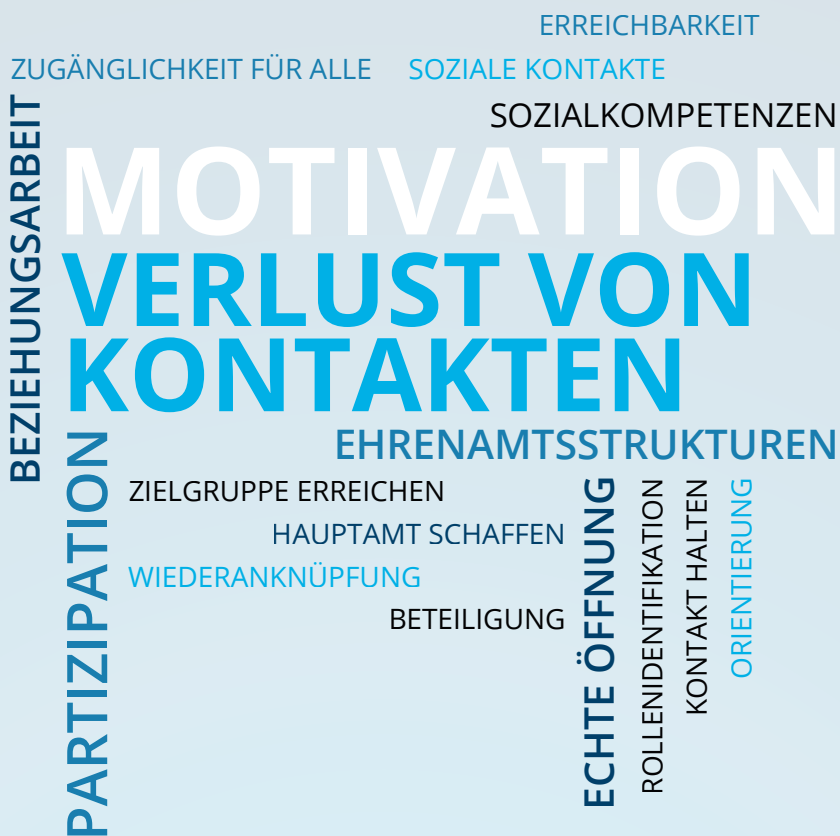 ERREICHBARKEIT
ZUGÄNGLICHKEIT FÜR ALLE
SOZIALE KONTAKTE
SOZIALKOMPETENZEN
BEZIEHUNGSARBEIT
MOTIVATION
VERLUST VON
KONTAKTEN
EHRENAMTSSTRUKTUREN
PARTIZIPATION
ZIELGRUPPE ERREICHEN
HAUPTAMT SCHAFFEN
WIEDERANKNÜPFUNG
BETEILIGUNG
ECHTE ÖFFNUNG
ROLLENIDENTIFIKATION
KONTAKT HALTEN
ORIENTIERUNG